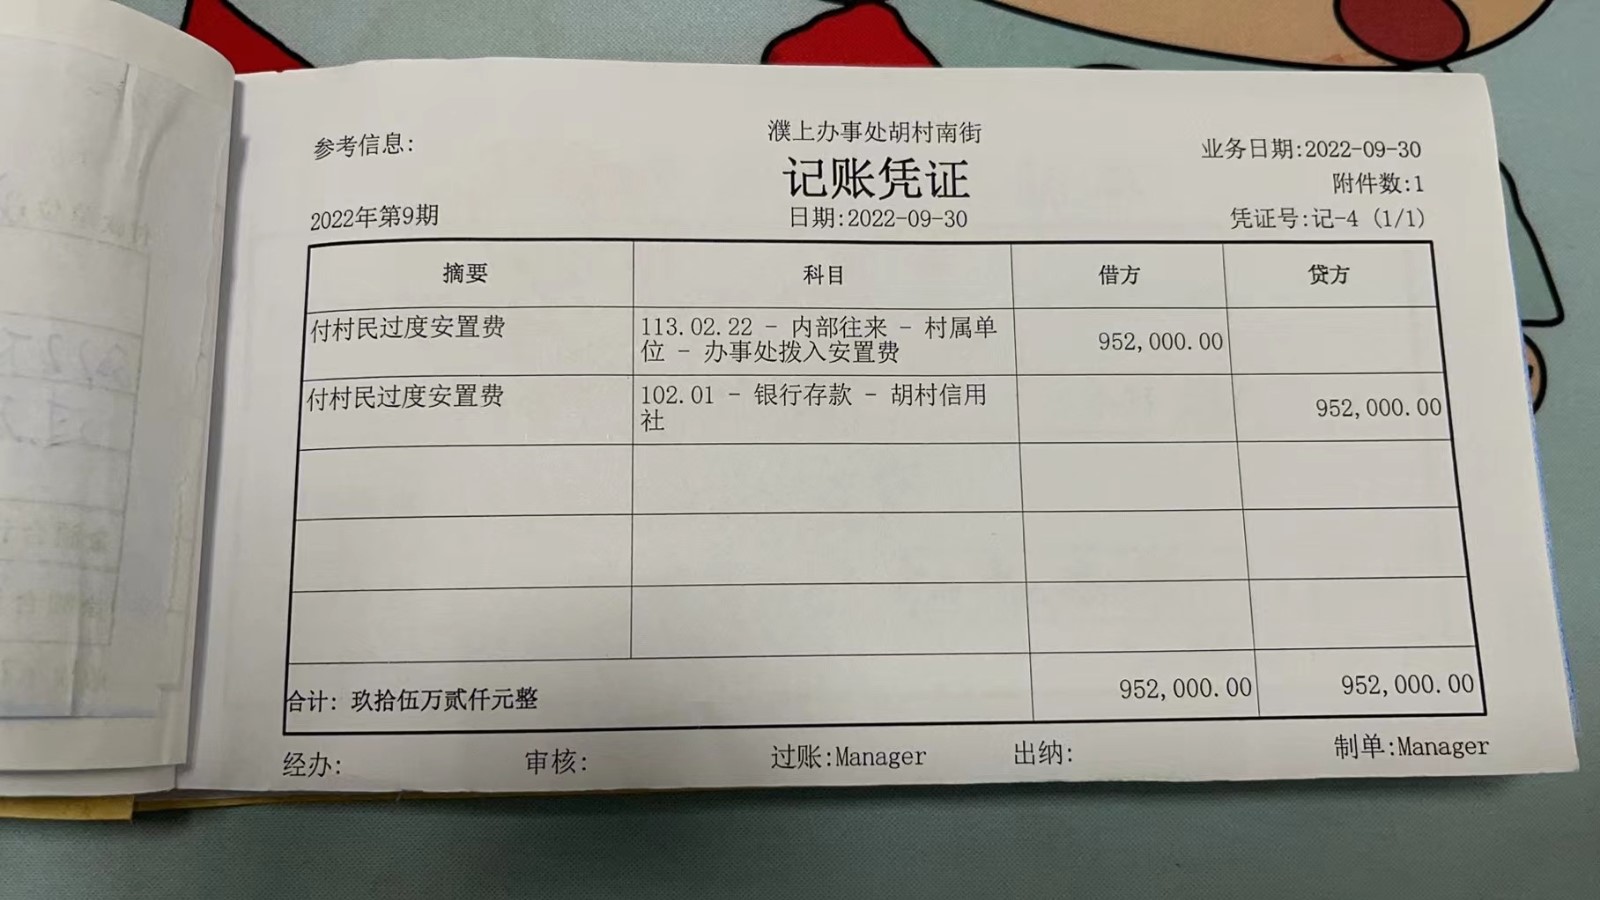 濮上办事处胡村南街
参考信息:
记账凭证
业务日期:2022-09-30
附件数:1
2022年第9期
日期:2022-09-30
凭证号:记-4 (1/1)
摘要 科目 借方 贷方
付村民过度安置费 113.02.22 - 内部往来 - 村属单 952,000.00
位 - 办事处拨入安置费
付村民过度安置费 102.01 - 银行存款 - 胡村信用 952,000.00
社
合计: 玖拾伍万贰仟元整 952,000.00 952,000.00
经办: 审核: 过账:Manager 出纳: 制单:Manager